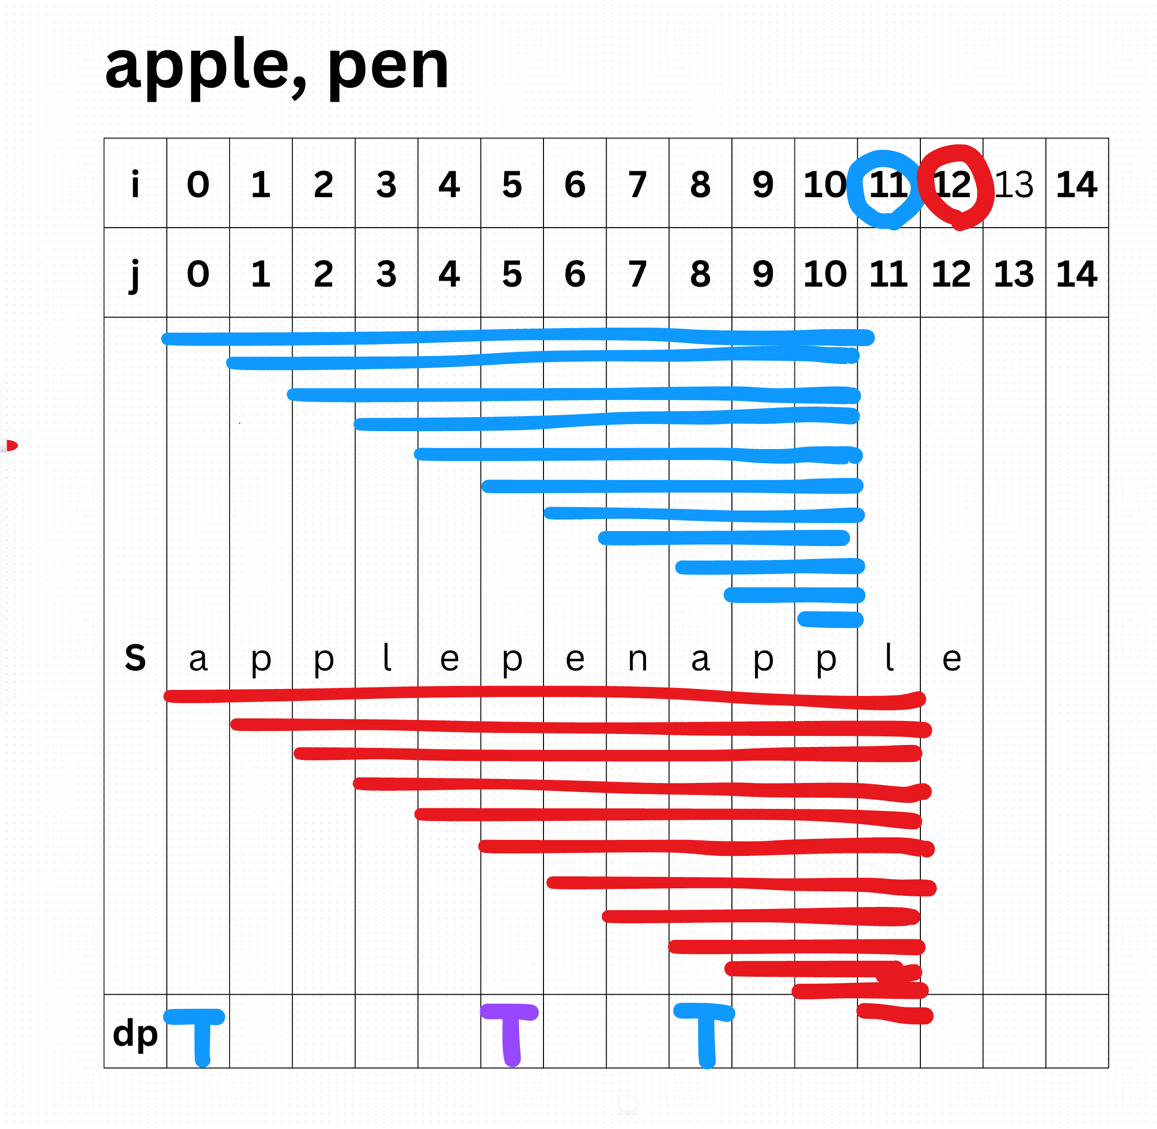 apple, pen
i 0 1 2 3 4 5 6 7 8 9 10 11 12 13 14
j 0 1 2 3 4 5 6 7 8 9 10 11 12 13 14
S a p p l e p e n a p p l e
dp T T T